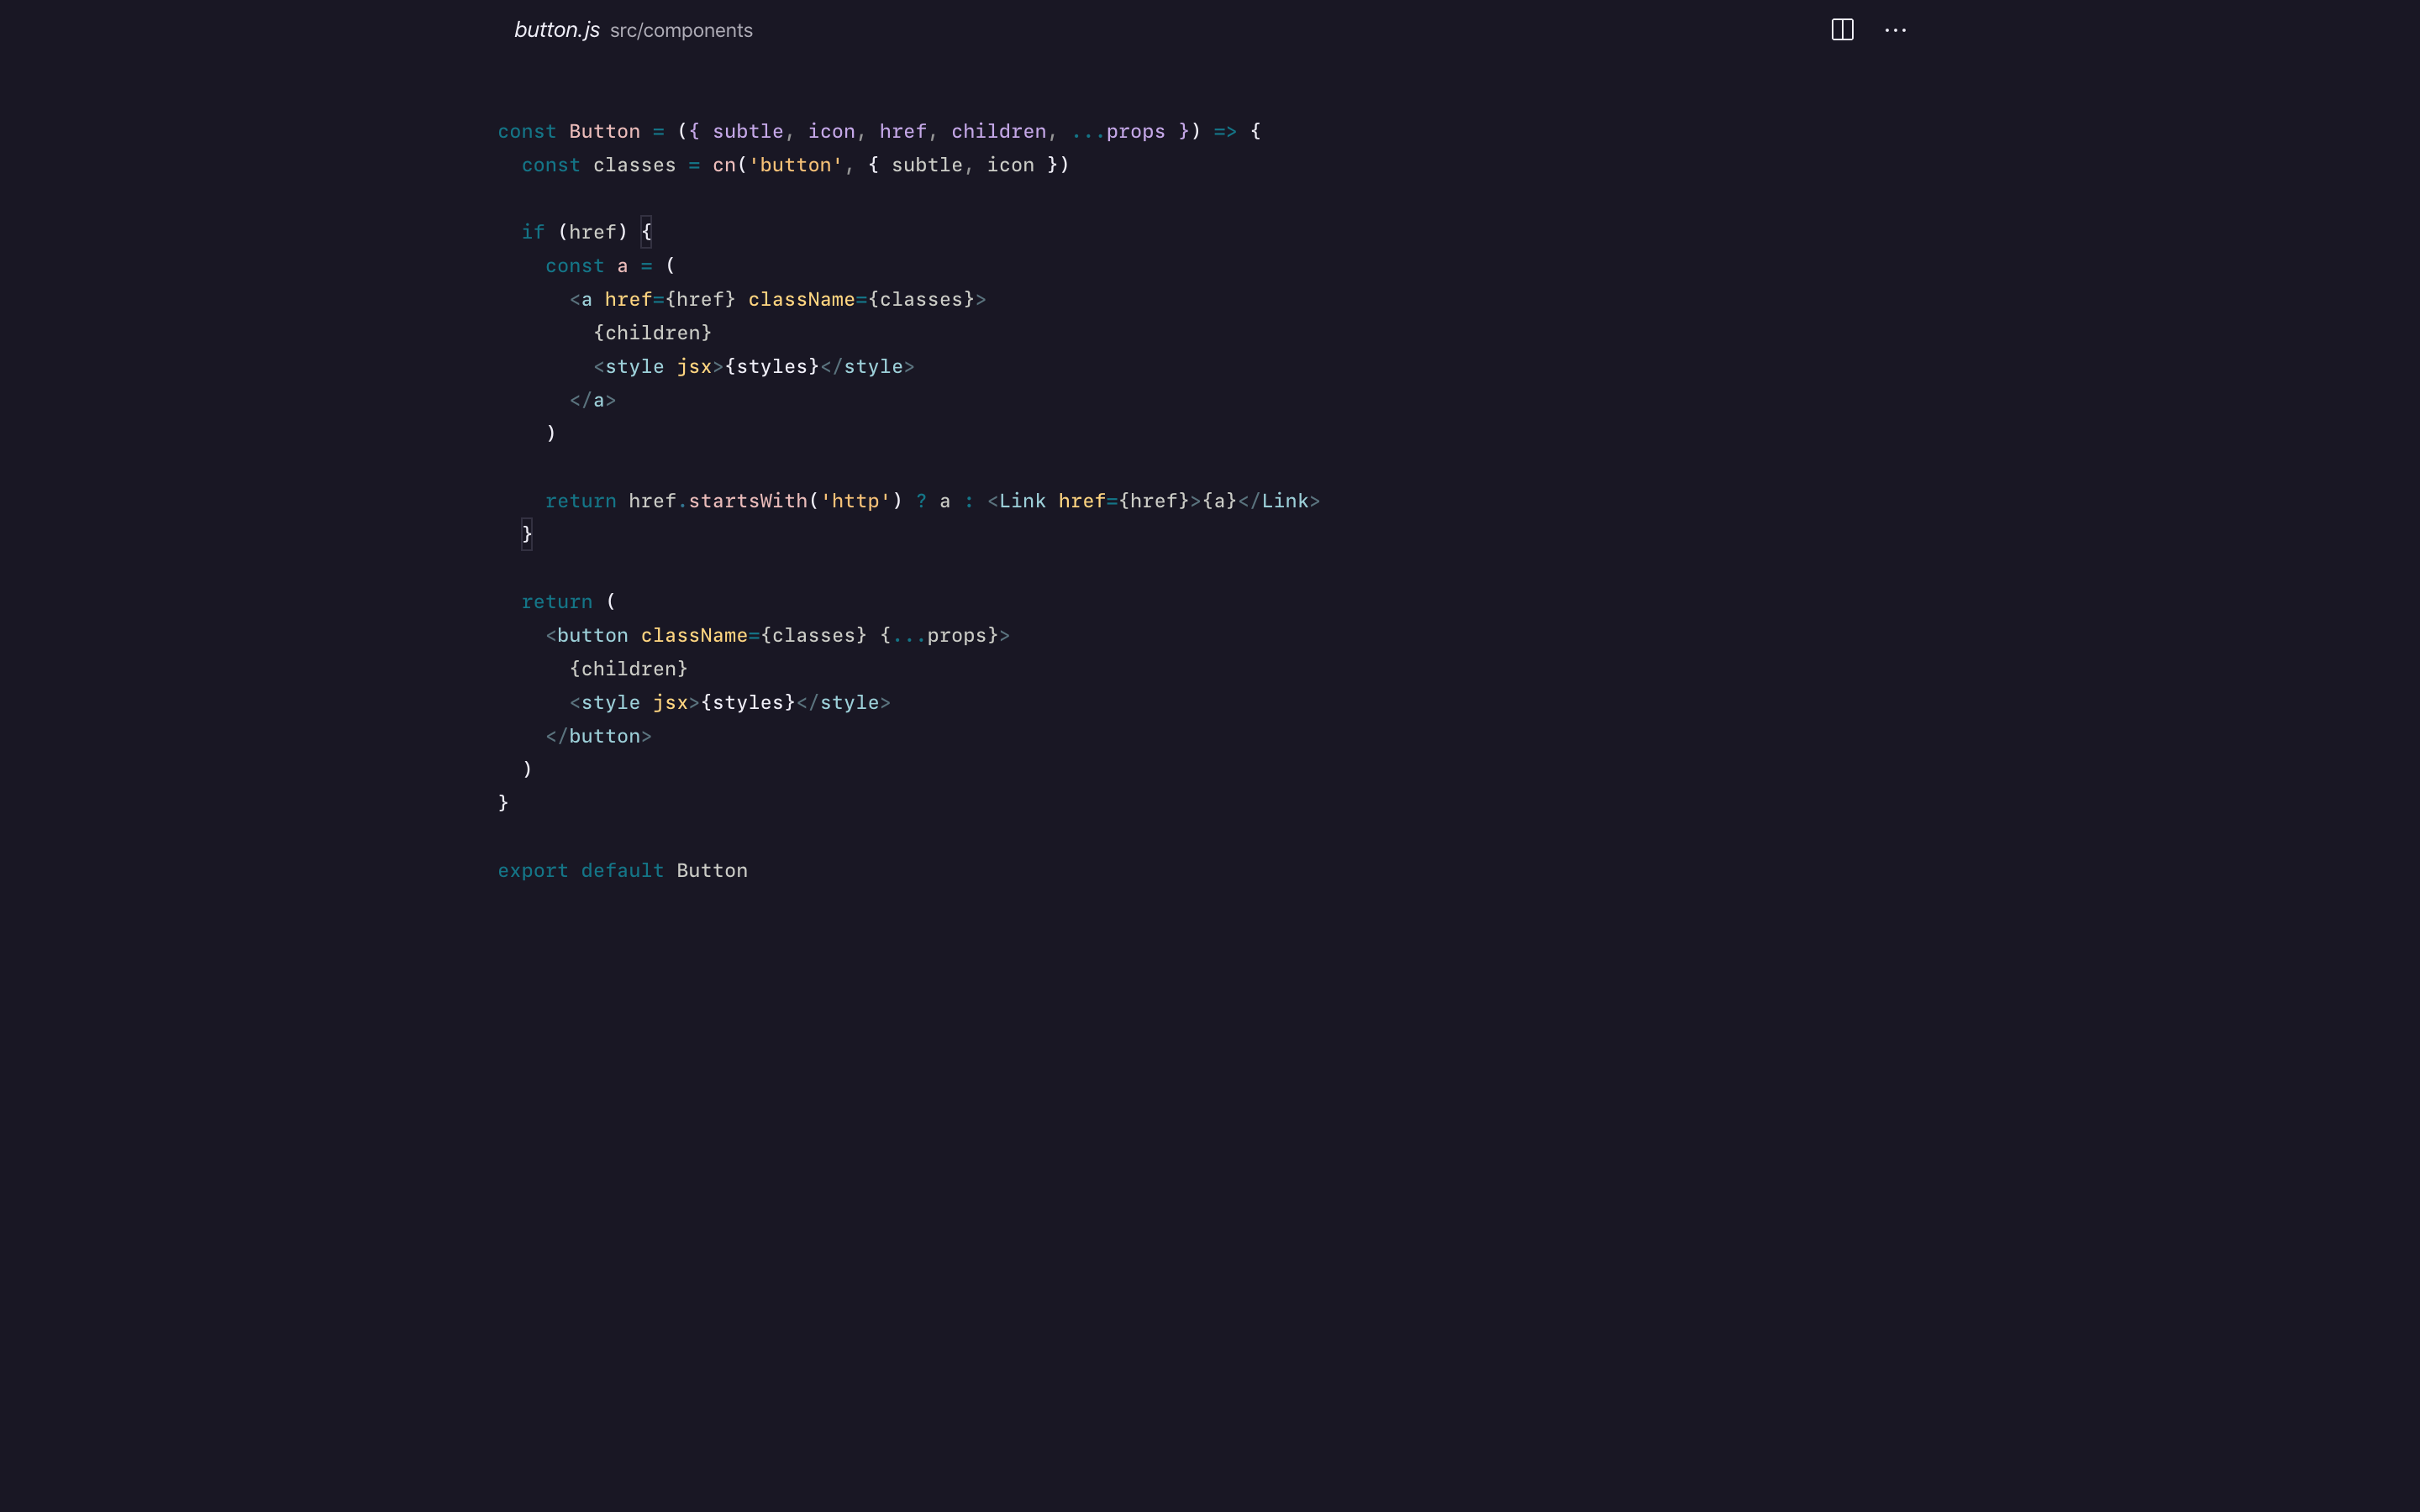 button.js src/components
const Button = ({ subtle, icon, href, children, ...props }) => {
  const classes = cn('button', { subtle, icon })
  if (href) {
    const a = (
      <a href={href} className={classes}>
        {children}
        <style jsx>{styles}</style>
      </a>
    )
    return href.startsWith('http') ? a : <Link href={href}>{a}</Link>
  }
  return (
    <button className={classes} {...props}>
      {children}
      <style jsx>{styles}</style>
    </button>
  )
}
export default Button